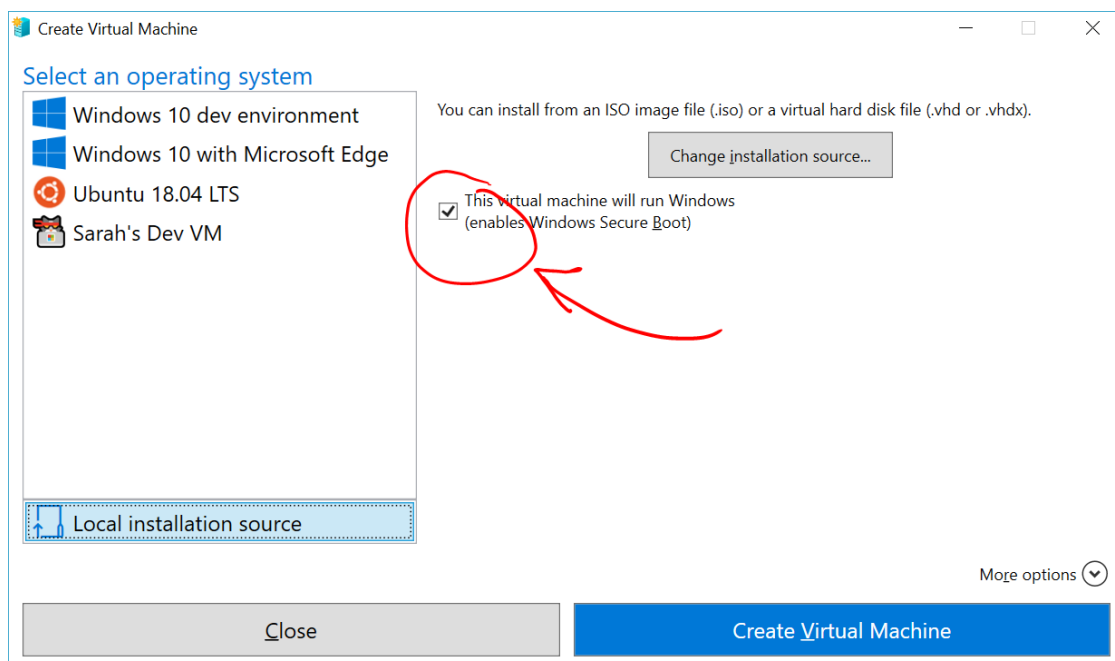 Create Virtual Machine
Select an operating system
Windows 10 dev environment
Windows 10 with Microsoft Edge
Ubuntu 18.04 LTS
Sarah's Dev VM
Local installation source
You can install from an ISO image file (.iso) or a virtual hard disk file (.vhd or .vhdx).
Change installation source...
This virtual machine will run Windows
(enables Windows Secure Boot)
More options
Close
Create Virtual Machine